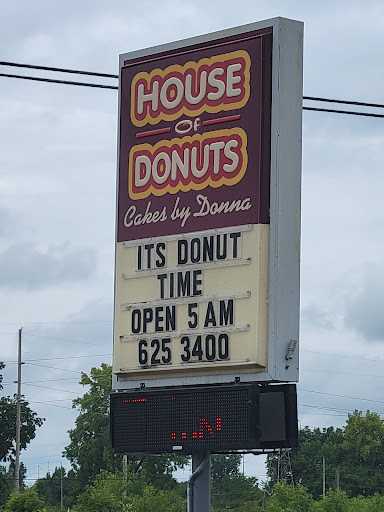 HOUSE
OF
DONUTS
Cakes by Donna
ITS DONUT
TIME
OPEN 5 AM
625 3400